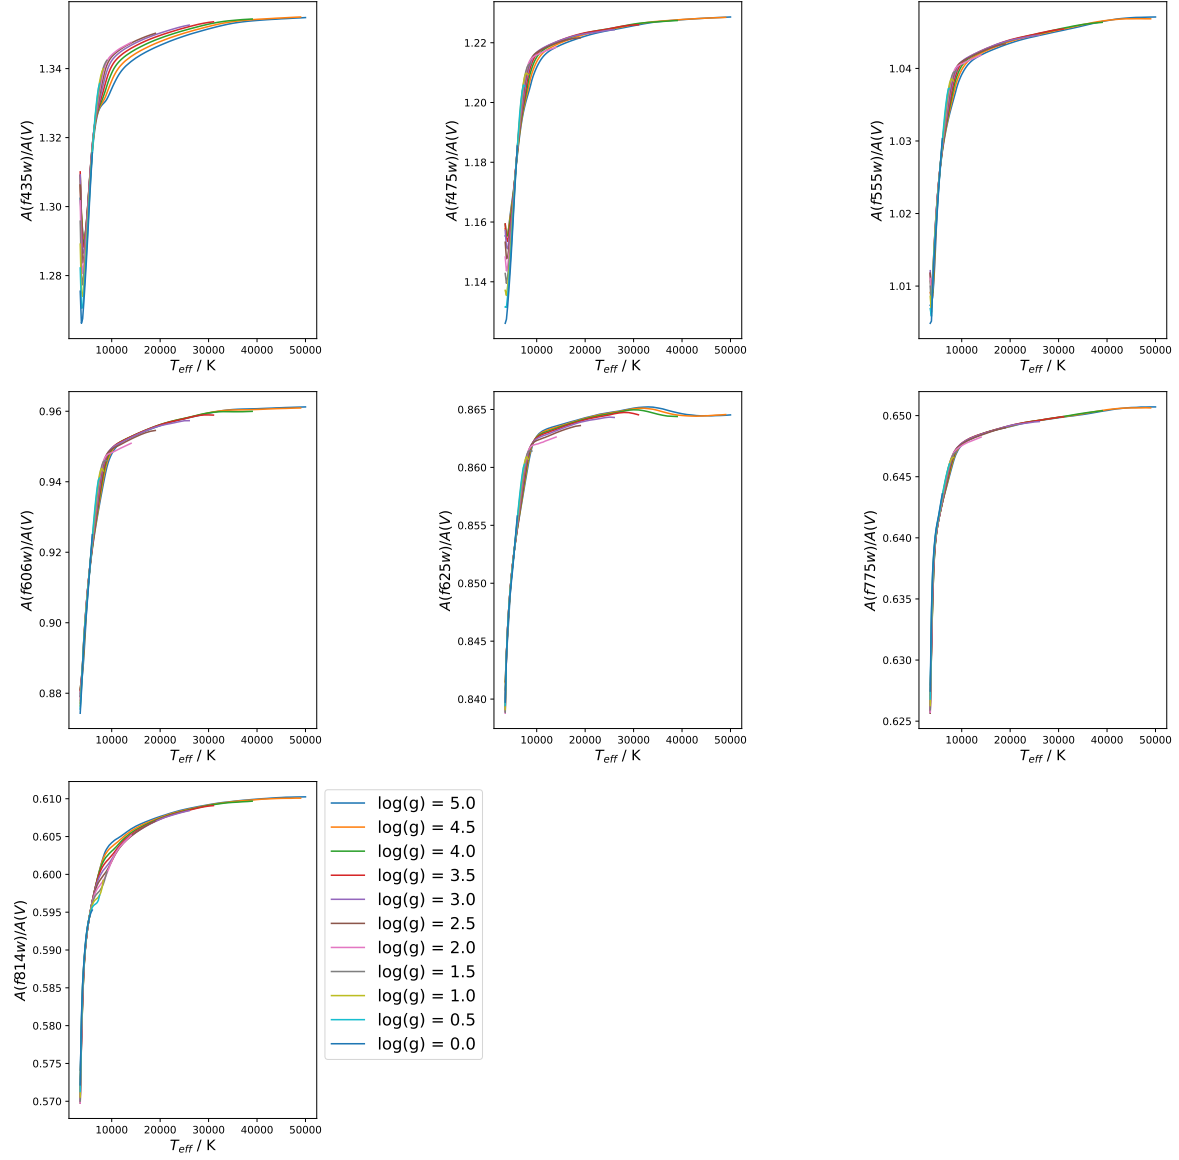 A(f435w)/A(V)
1.34
1.32
1.30
1.28
10000 20000 30000 40000 50000
T_eff / K
A(f475w)/A(V)
1.22
1.20
1.18
1.16
1.14
10000 20000 30000 40000 50000
T_eff / K
A(f555w)/A(V)
1.04
1.03
1.02
1.01
10000 20000 30000 40000 50000
T_eff / K
A(f606w)/A(V)
0.96
0.94
0.92
0.90
0.88
10000 20000 30000 40000 50000
T_eff / K
A(f625w)/A(V)
0.865
0.860
0.855
0.850
0.845
0.840
10000 20000 30000 40000 50000
T_eff / K
A(f775w)/A(V)
0.650
0.645
0.640
0.635
0.630
0.625
10000 20000 30000 40000 50000
T_eff / K
A(f814w)/A(V)
0.610
0.605
0.600
0.595
0.590
0.585
0.580
0.575
0.570
10000 20000 30000 40000 50000
T_eff / K
log(g) = 5.0
log(g) = 4.5
log(g) = 4.0
log(g) = 3.5
log(g) = 3.0
log(g) = 2.5
log(g) = 2.0
log(g) = 1.5
log(g) = 1.0
log(g) = 0.5
log(g) = 0.0